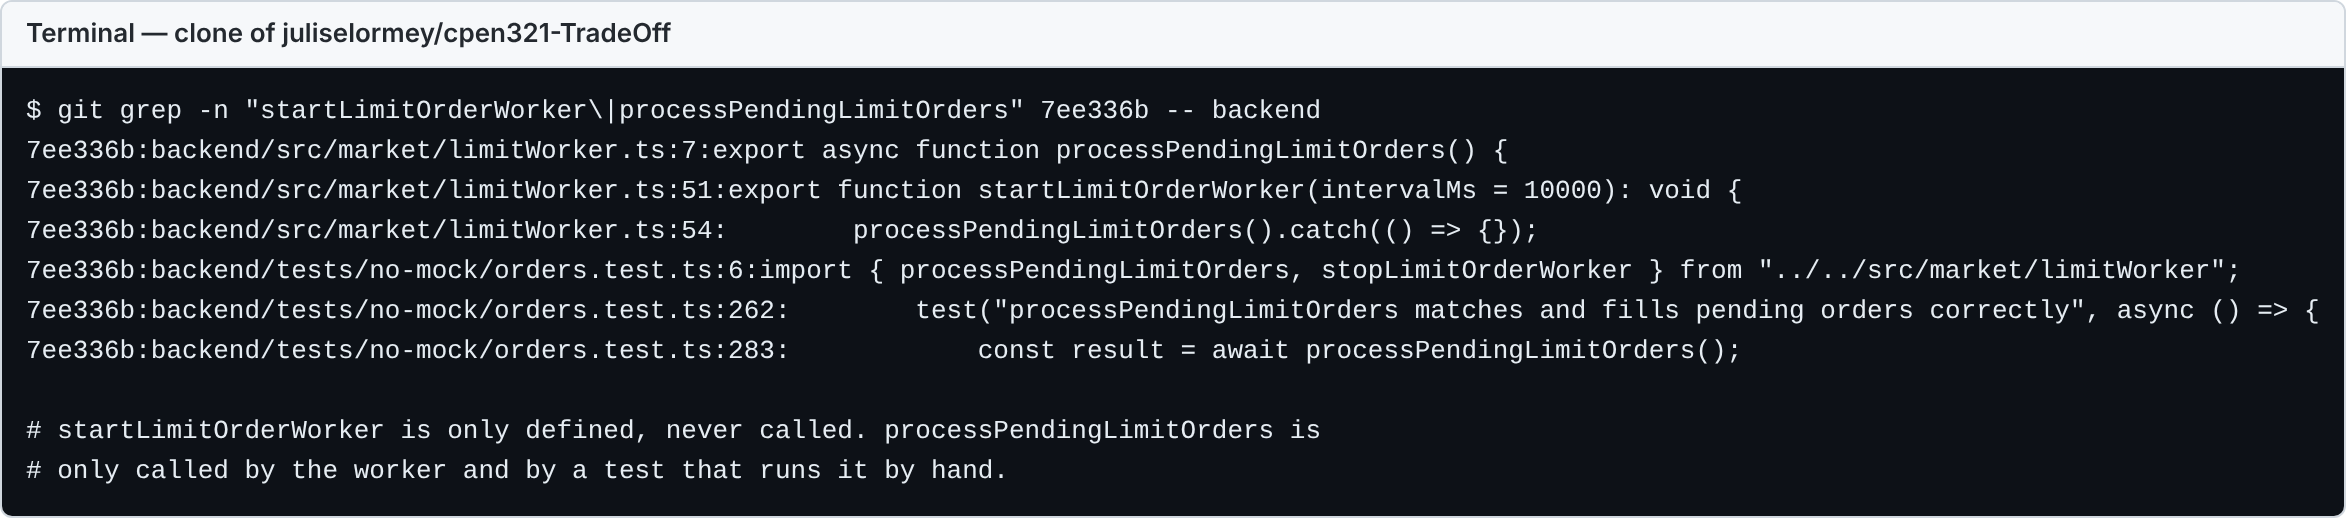 Terminal — clone of juliselormey/cpen321-TradeOff
$ git grep -n "startLimitOrderWorker\|processPendingLimitOrders" 7ee336b -- backend
7ee336b:backend/src/market/limitWorker.ts:7:export async function processPendingLimitOrders() {
7ee336b:backend/src/market/limitWorker.ts:51:export function startLimitOrderWorker(intervalMs = 10000): void {
7ee336b:backend/src/market/limitWorker.ts:54:        processPendingLimitOrders().catch(() => {});
7ee336b:backend/tests/no-mock/orders.test.ts:6:import { processPendingLimitOrders, stopLimitOrderWorker } from "../../src/market/limitWorker";
7ee336b:backend/tests/no-mock/orders.test.ts:262:        test("processPendingLimitOrders matches and fills pending orders correctly", async () => {
7ee336b:backend/tests/no-mock/orders.test.ts:283:            const result = await processPendingLimitOrders();
# startLimitOrderWorker is only defined, never called. processPendingLimitOrders is
# only called by the worker and by a test that runs it by hand.